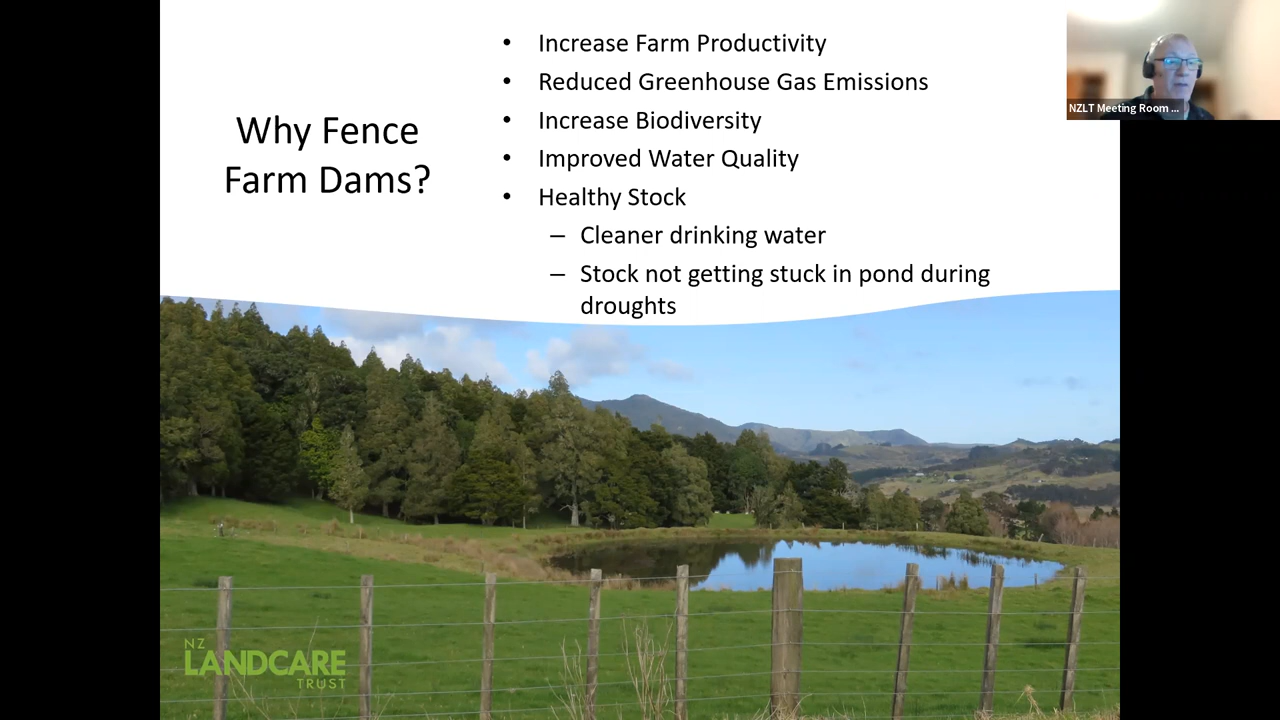 Why Fence
Farm Dams?
• Increase Farm Productivity
• Reduced Greenhouse Gas Emissions
• Increase Biodiversity
• Improved Water Quality
• Healthy Stock
– Cleaner drinking water
– Stock not getting stuck in pond during
droughts
NZLT Meeting Room ...
NZ
LANDCARE
TRUST